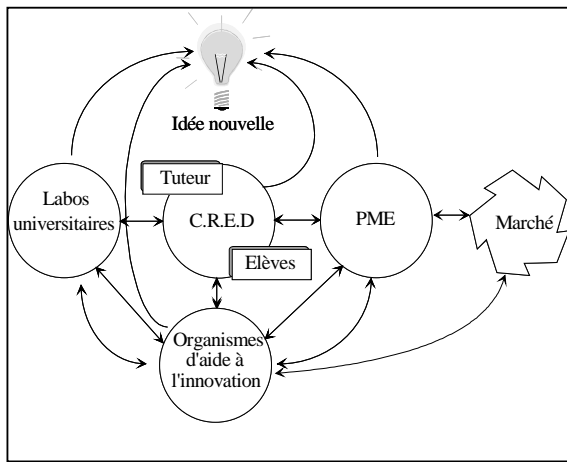 Idée nouvelle
Tuteur
Labos
universitaires
C.R.E.D
PME
Marché
Elèves
Organismes
d'aide à
l'innovation